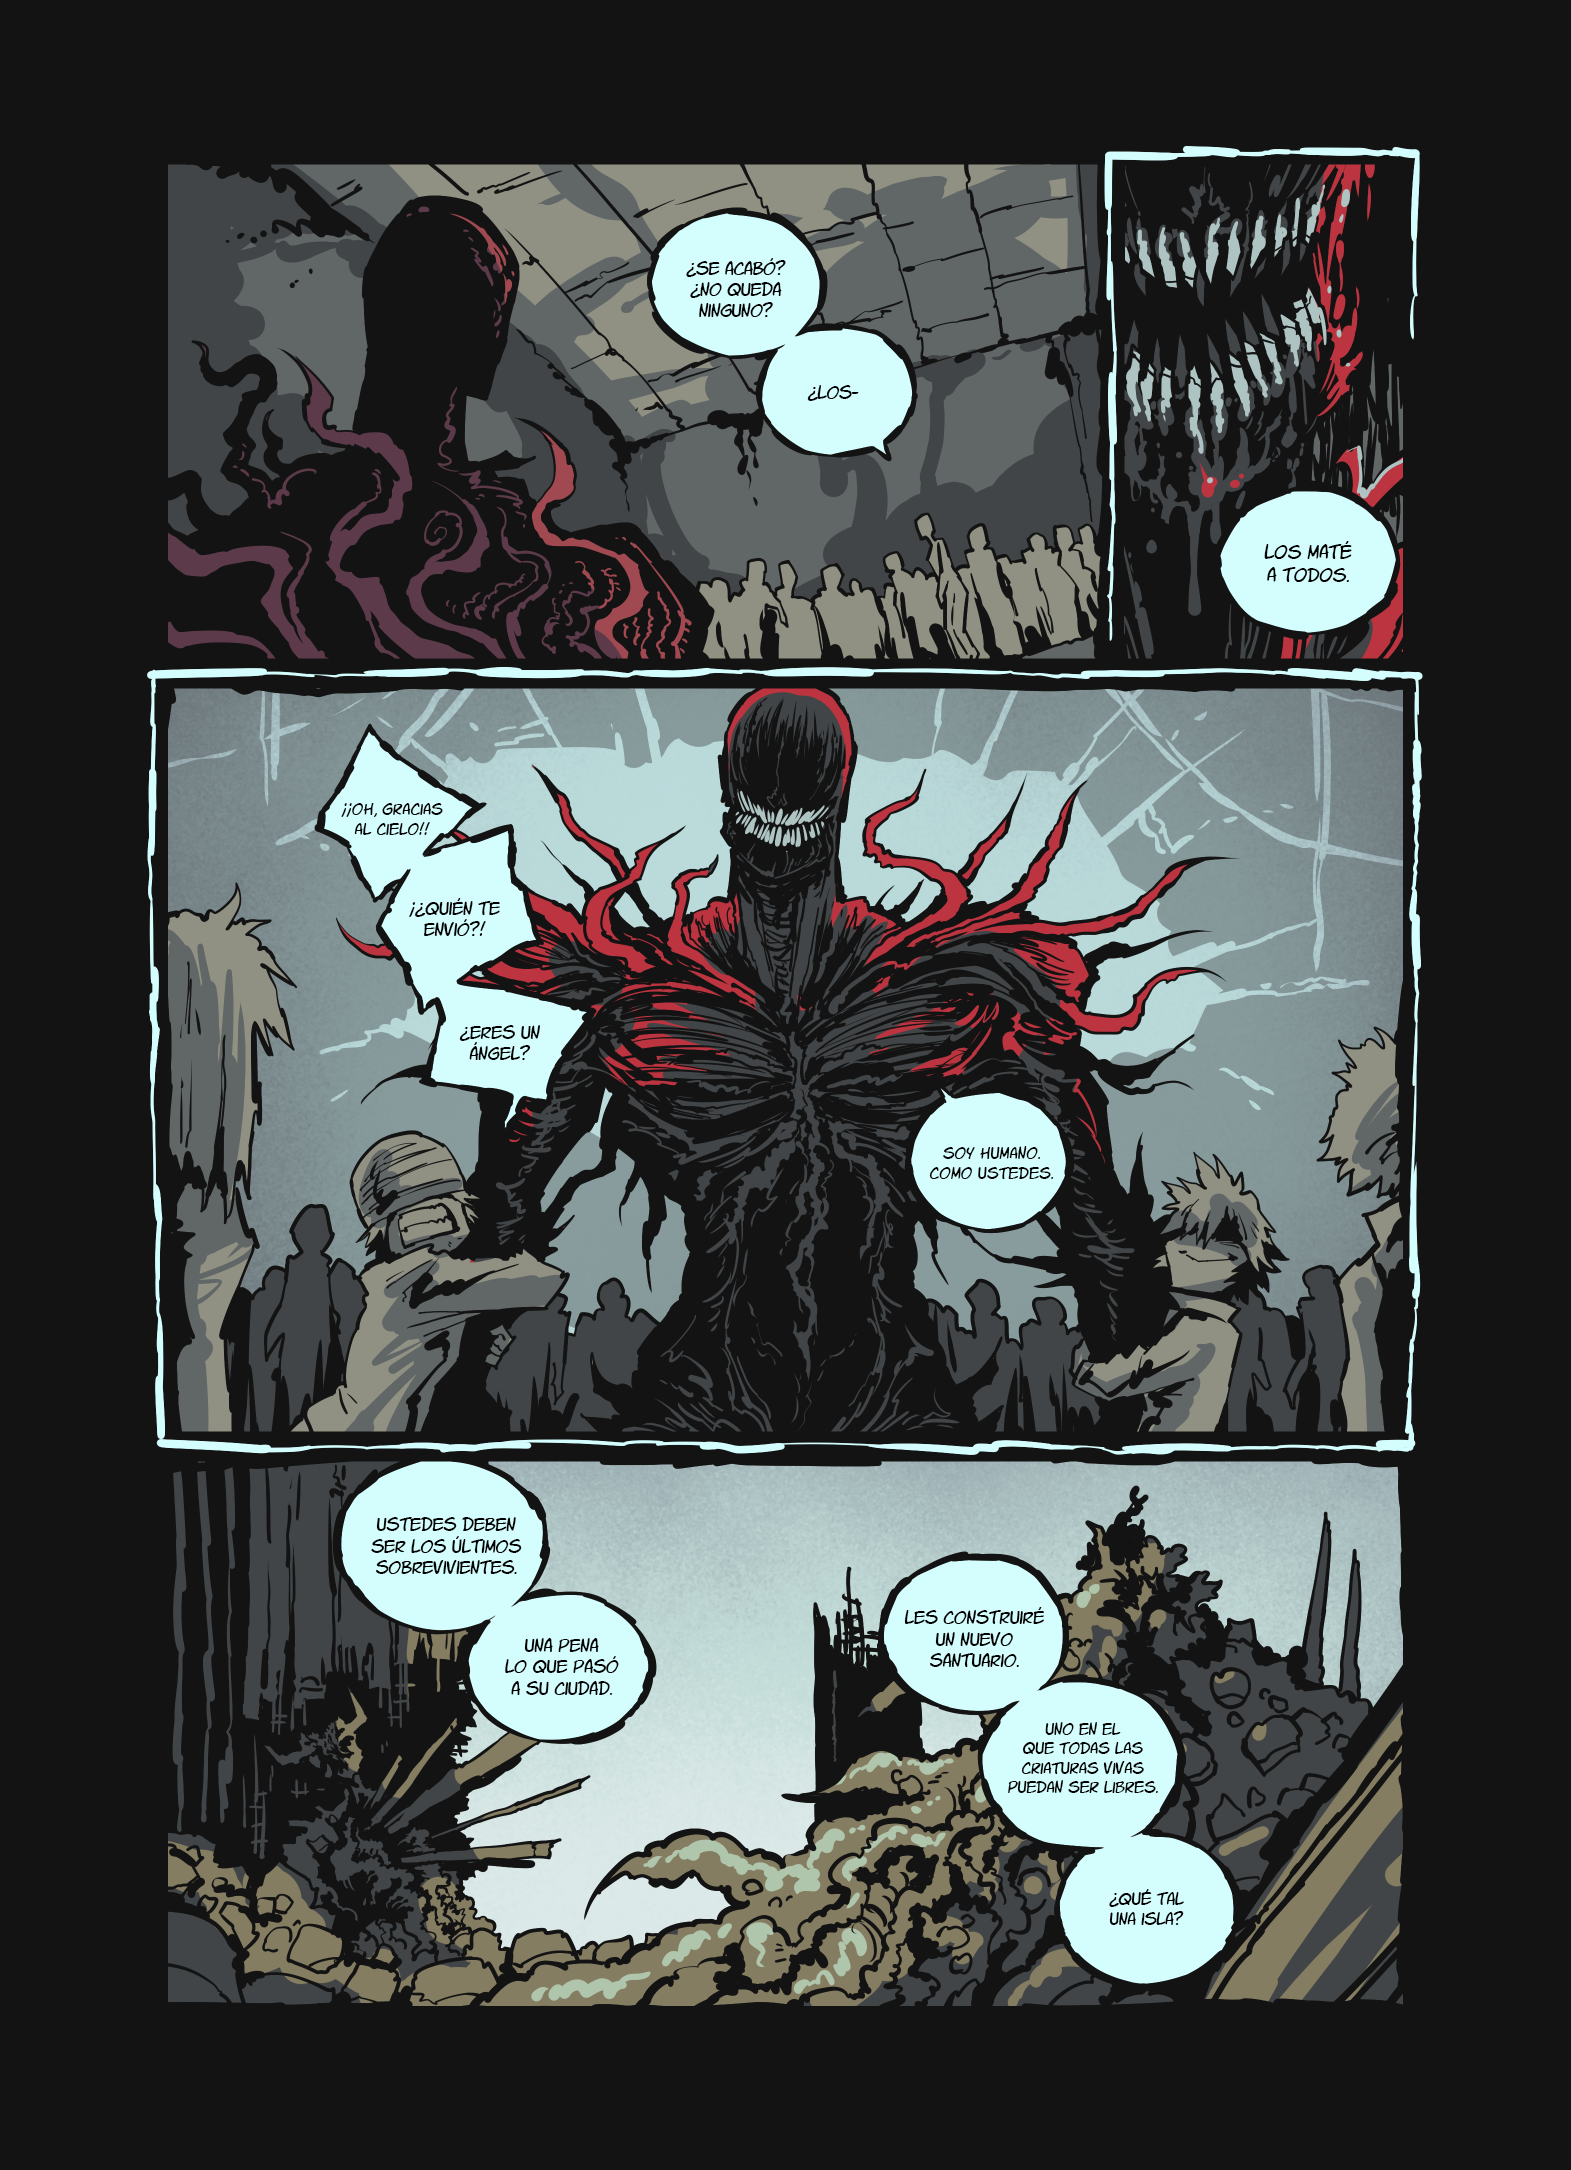 ¿SE ACABÓ?
¿NO QUEDA
NINGUNO?
¿LOS-
LOS MATÉ
A TODOS.
¡¡OH, GRACIAS
AL CIELO!!
¡¿QUIÉN TE
ENVIÓ?!
¿ERES UN
ÁNGEL?
SOY HUMANO.
COMO USTEDES.
USTEDES DEBEN
SER LOS ÚLTIMOS
SOBREVIVIENTES.
UNA PENA
LO QUE PASÓ
A SU CIUDAD.
LES CONSTRUIRÉ
UN NUEVO
SANTUARIO.
UNO EN EL
QUE TODAS LAS
CRIATURAS VIVAS
PUEDAN SER LIBRES.
¿QUÉ TAL
UNA ISLA?